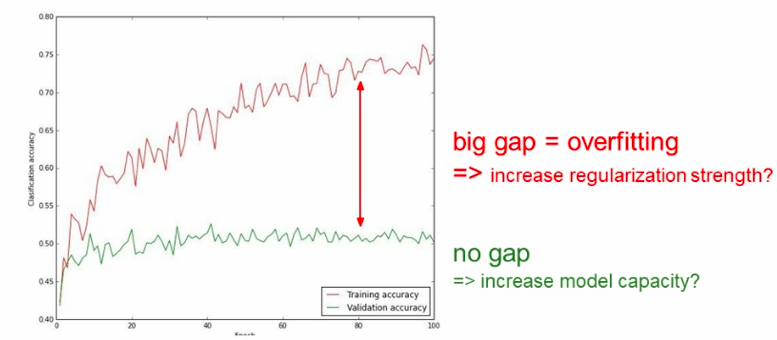 0.80
0.75
0.70
0.65
0.60
0.55
0.50
0.45
0.40
0
20
40
60
80
100
Clasification accuracy
Epoch
Training accuracy
Validation accuracy
big gap = overfitting
=> increase regularization strength?
no gap
=> increase model capacity?